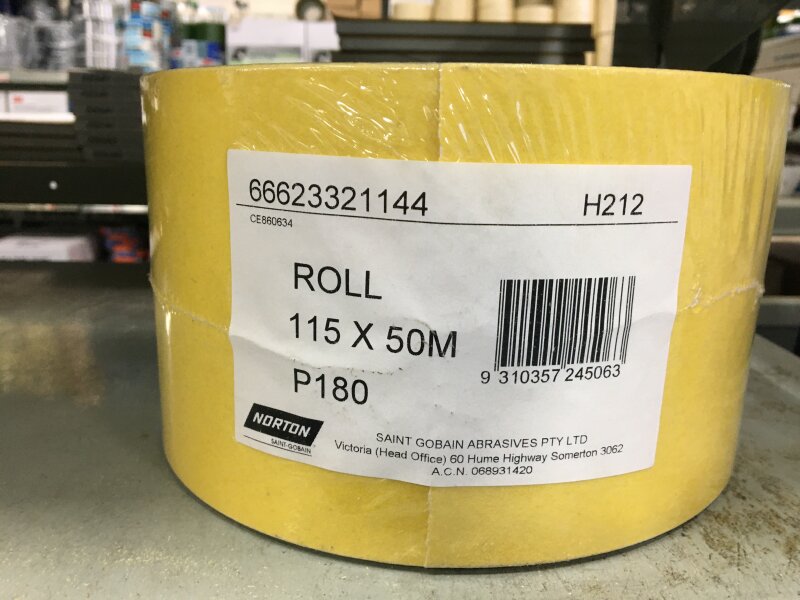 66623321144 H212
CE860634
ROLL
115 X 50M
P180
9 310357 245063
NORTON
SAINT-GOBAIN
SAINT GOBAIN ABRASIVES PTY LTD
Victoria (Head Office) 60 Hume Highway Somerton 3062
A.C.N. 068931420